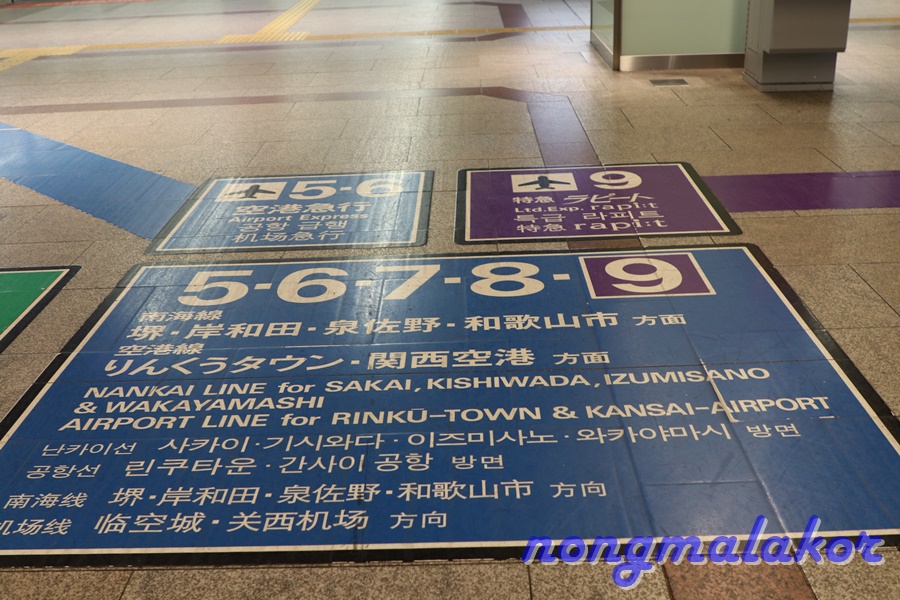 5-6
空港急行
Airport Express
공항 급행
机场急行
9
特急 ラピート
Ltd.Exp. rapi:t
특급 라피트
特急 rapi:t
5-6-7-8-9
南海線
堺・岸和田・泉佐野・和歌山市 方面
空港線
りんくうタウン・関西空港 方面
NANKAI LINE for SAKAI, KISHIWADA, IZUMISANO
& WAKAYAMASHI
AIRPORT LINE for RINKŪ-TOWN & KANSAI-AIRPORT
난카이선 사카이·기시와다·이즈미사노·와카야마시 방면
공항선 린쿠타운·간사이 공항 방면
南海线 堺・岸和田・泉佐野・和歌山市 方向
机场线 临空城・关西机场 方向
nongmalakor